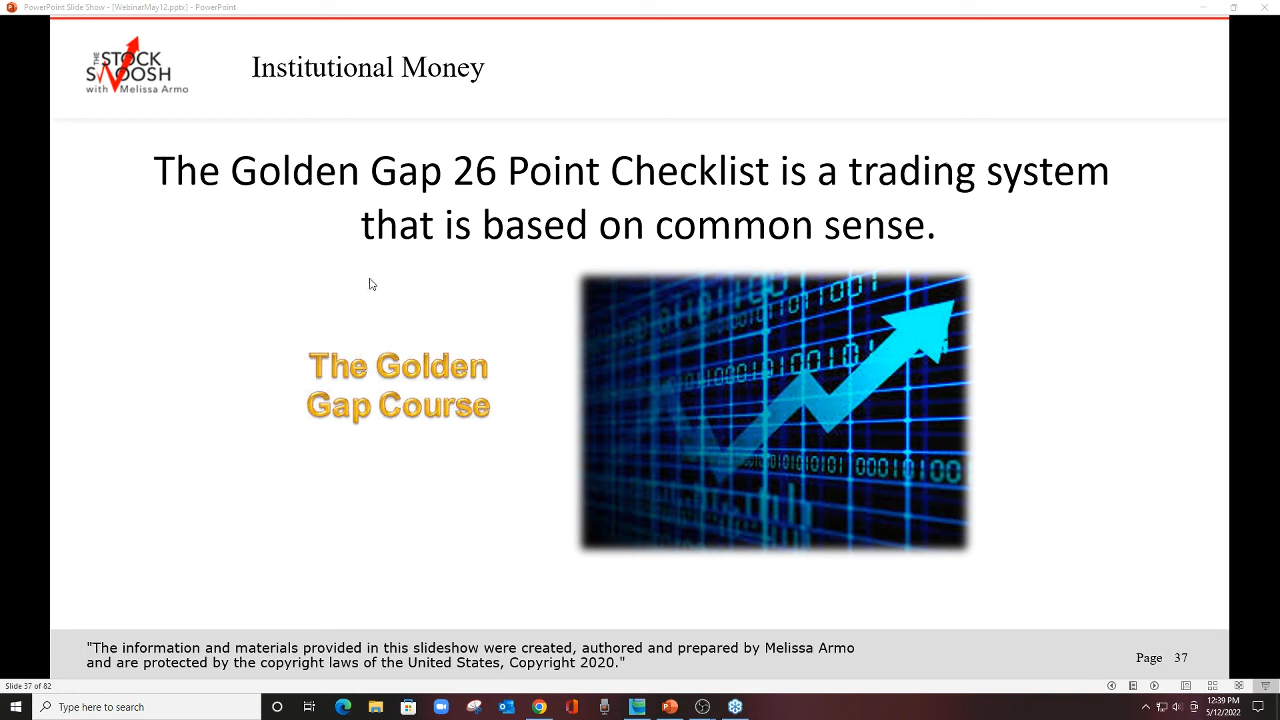 PowerPoint Slide Show - [WebinarMay12.pptx] - PowerPoint
THE STOCK
SWOOSH
with Melissa Armo
Institutional Money
The Golden Gap 26 Point Checklist is a trading system
that is based on common sense.
The Golden
Gap Course
"The information and materials provided in this slideshow were created, authored and prepared by Melissa Armo
and are protected by the copyright laws of the United States, Copyright 2020."
Page 37
Slide 37 of 82
Type here to search
12:39 PM
5/12/2022